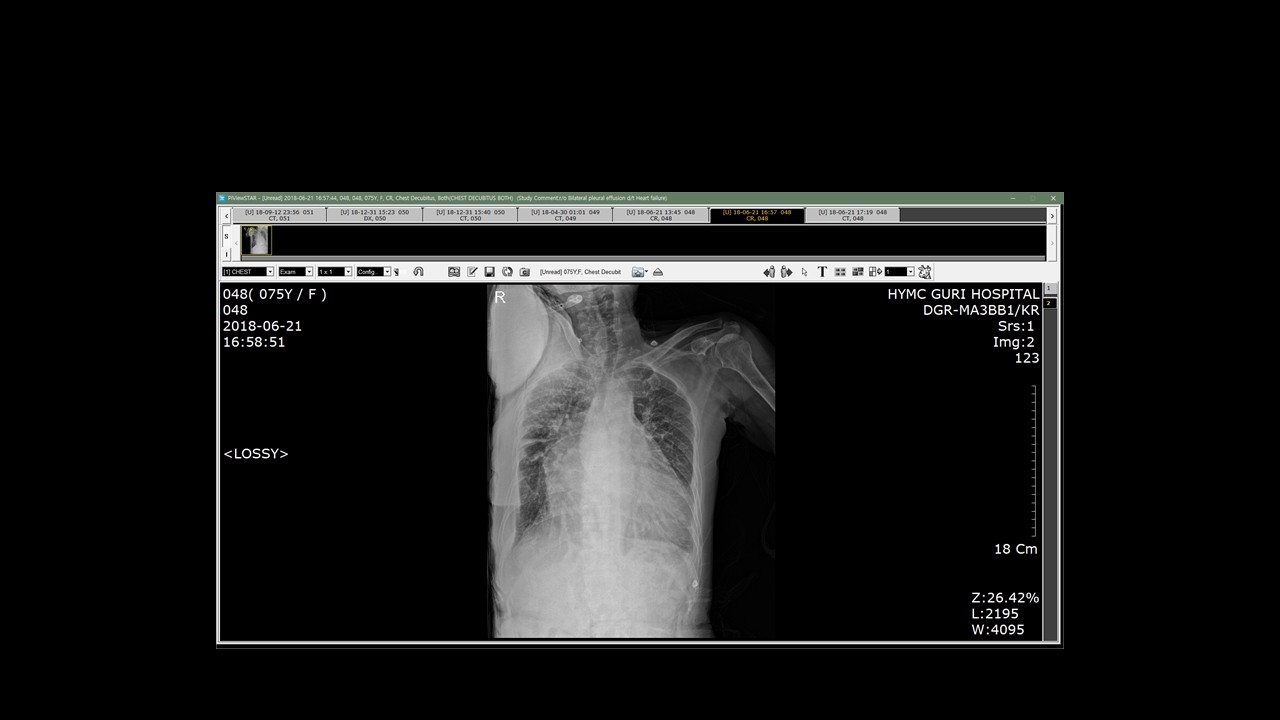 PiViewSTAR - [Unread] 2018-06-21 16:57:44, 048, 048, 075Y, F, CR, Chest Decubitus, Both(CHEST DECUBITUS BOTH) (Study Comment:r/o Bilateral pleural effusion d/t Heart failure)
[U] 18-09-12 23:56 051
CT, 051
[U] 18-12-31 15:23 050
DX, 050
[U] 18-12-31 15:40 050
CT, 050
[U] 18-04-30 01:01 049
CT, 049
[U] 18-06-21 13:45 048
CR, 048
[U] 18-06-21 16:57 048
CR, 048
[U] 18-06-21 17:19 048
CT, 048
S
I
[1] CHEST
Exam
1 x 1
Config.
[Unread] 075Y,F, Chest Decubit
T
1
048( 075Y / F )
048
2018-06-21
16:58:51
<LOSSY>
R
HYMC GURI HOSPITAL
DGR-MA3BB1/KR
Srs:1
Img:2
123
18 Cm
Z:26.42%
L:2195
W:4095
1
2